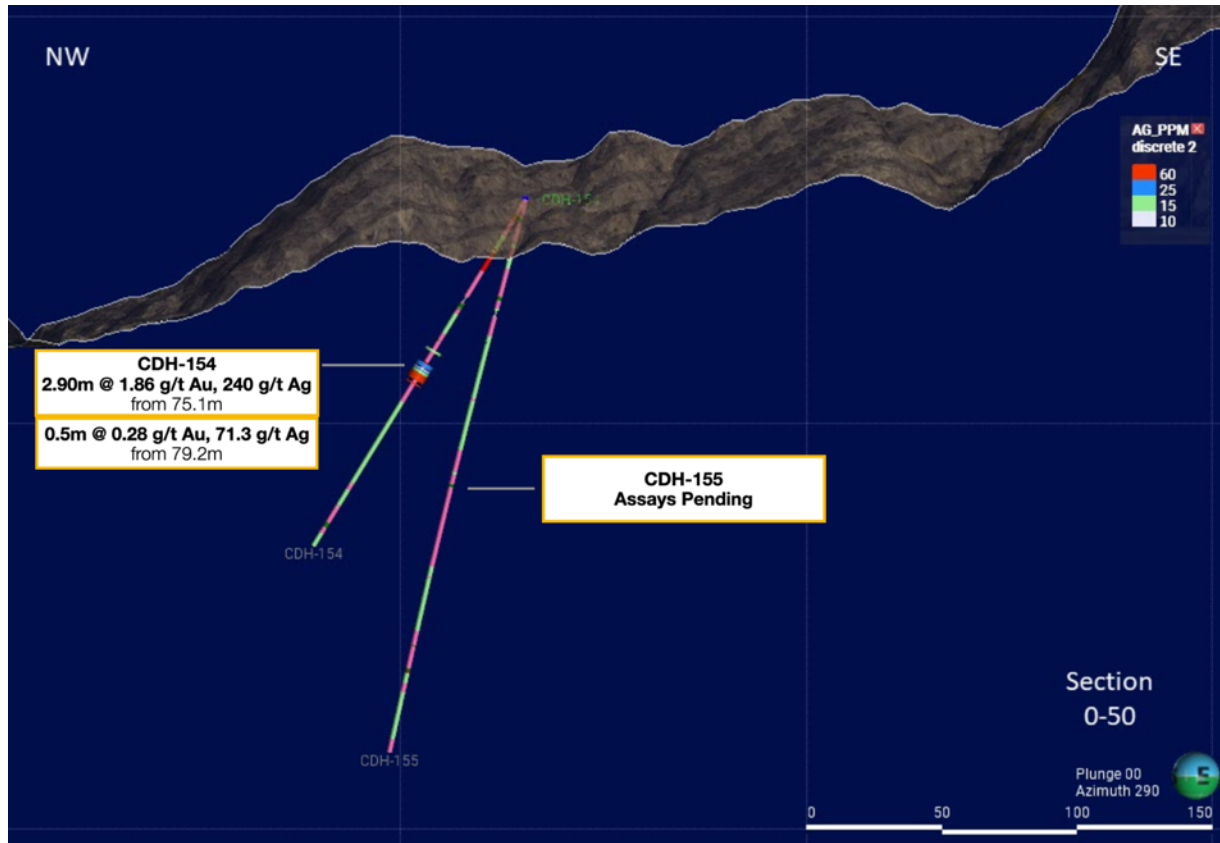 NW
SE
AG_PPM
discrete 2
60
25
15
10
CDH-154
2.90m @ 1.86 g/t Au, 240 g/t Ag
from 75.1m
0.5m @ 0.28 g/t Au, 71.3 g/t Ag
from 79.2m
CDH-155
Assays Pending
CDH-154
CDH-155
Section
0-50
Plunge 00
Azimuth 290
0 50 100 150